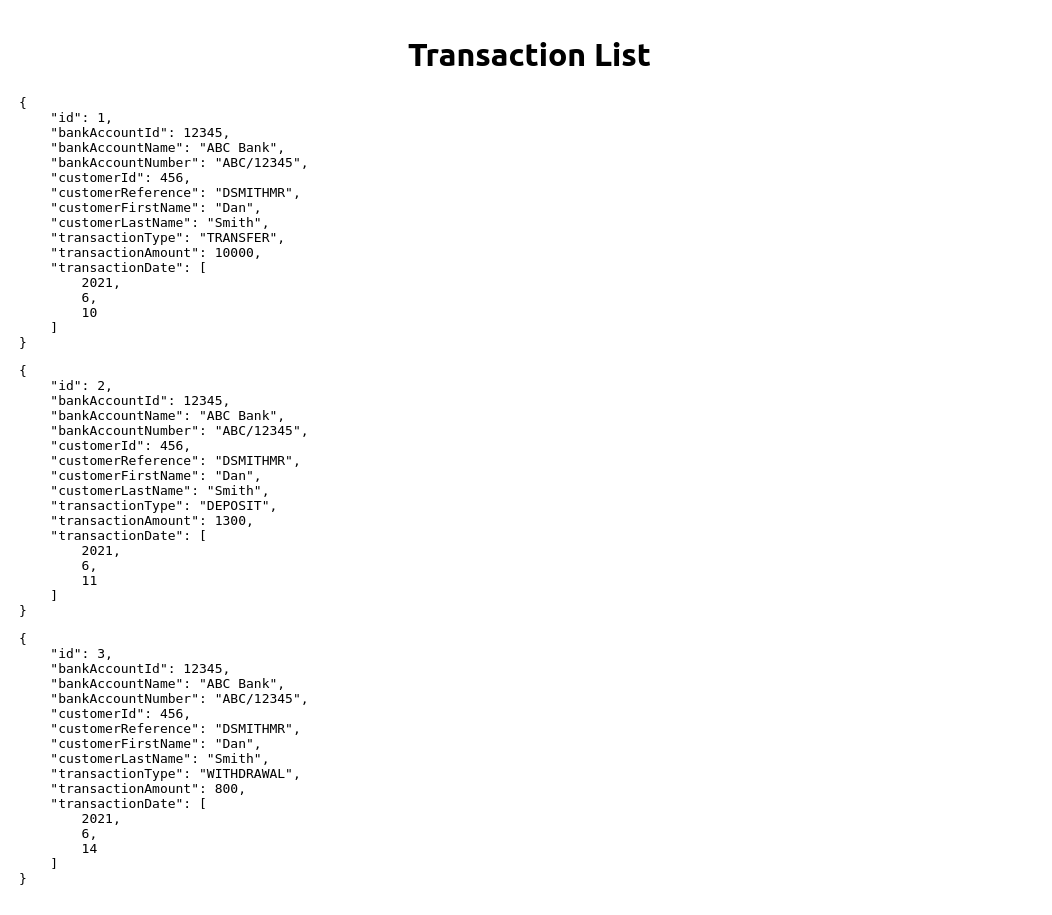 Transaction List
{
    "id": 1,
    "bankAccountId": 12345,
    "bankAccountName": "ABC Bank",
    "bankAccountNumber": "ABC/12345",
    "customerId": 456,
    "customerReference": "DSMITHMR",
    "customerFirstName": "Dan",
    "customerLastName": "Smith",
    "transactionType": "TRANSFER",
    "transactionAmount": 10000,
    "transactionDate": [
        2021,
        6,
        10
    ]
}
{
    "id": 2,
    "bankAccountId": 12345,
    "bankAccountName": "ABC Bank",
    "bankAccountNumber": "ABC/12345",
    "customerId": 456,
    "customerReference": "DSMITHMR",
    "customerFirstName": "Dan",
    "customerLastName": "Smith",
    "transactionType": "DEPOSIT",
    "transactionAmount": 1300,
    "transactionDate": [
        2021,
        6,
        11
    ]
}
{
    "id": 3,
    "bankAccountId": 12345,
    "bankAccountName": "ABC Bank",
    "bankAccountNumber": "ABC/12345",
    "customerId": 456,
    "customerReference": "DSMITHMR",
    "customerFirstName": "Dan",
    "customerLastName": "Smith",
    "transactionType": "WITHDRAWAL",
    "transactionAmount": 800,
    "transactionDate": [
        2021,
        6,
        14
    ]
}